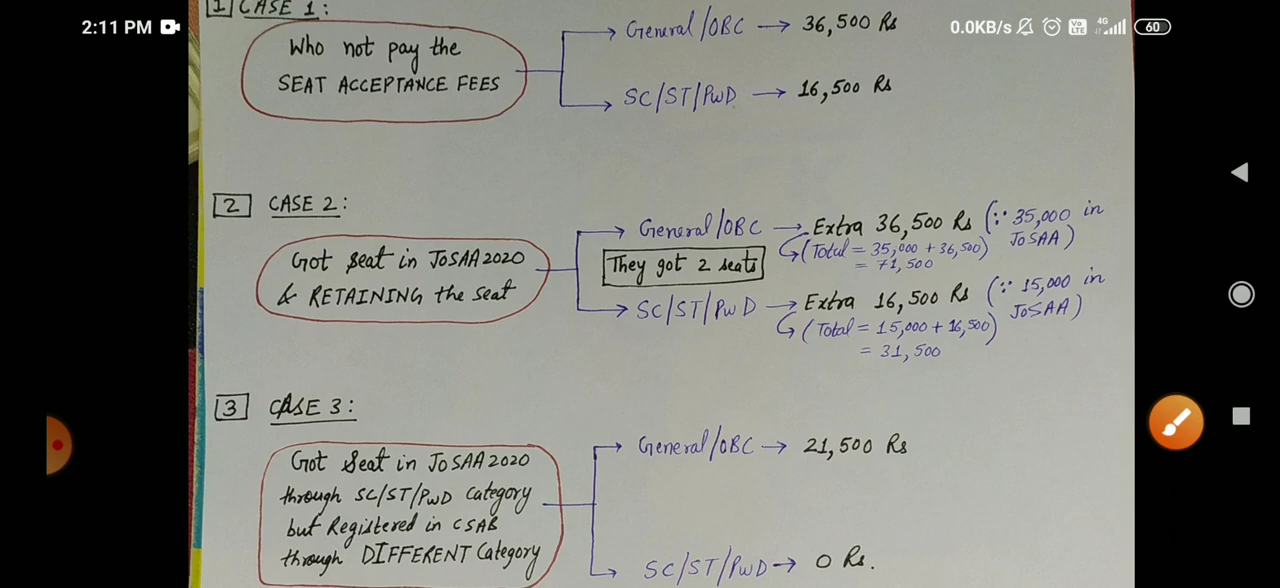 2:11 PM
0.0KB/s
Vo LTE
4G
60
1 CASE 1:
Who not pay the
SEAT ACCEPTANCE FEES
General/OBC → 36,500 Rs
SC/ST/PwD → 16,500 Rs
2 CASE 2:
Got seat in JoSAA 2020
& RETAINING the seat
General/OBC → Extra 36,500 Rs (∵ 35,000 in
JoSAA)
(Total = 35,000 + 36,500)
= 71,500
They got 2 seats
SC/ST/PwD → Extra 16,500 Rs (∵ 15,000 in
JoSAA)
(Total = 15,000 + 16,500)
= 31,500
3 CASE 3:
Got Seat in JoSAA 2020
through SC/ST/PwD Category
but Registered in CSAB
through DIFFERENT Category
General/OBC → 21,500 Rs
SC/ST/PwD → 0 Rs.